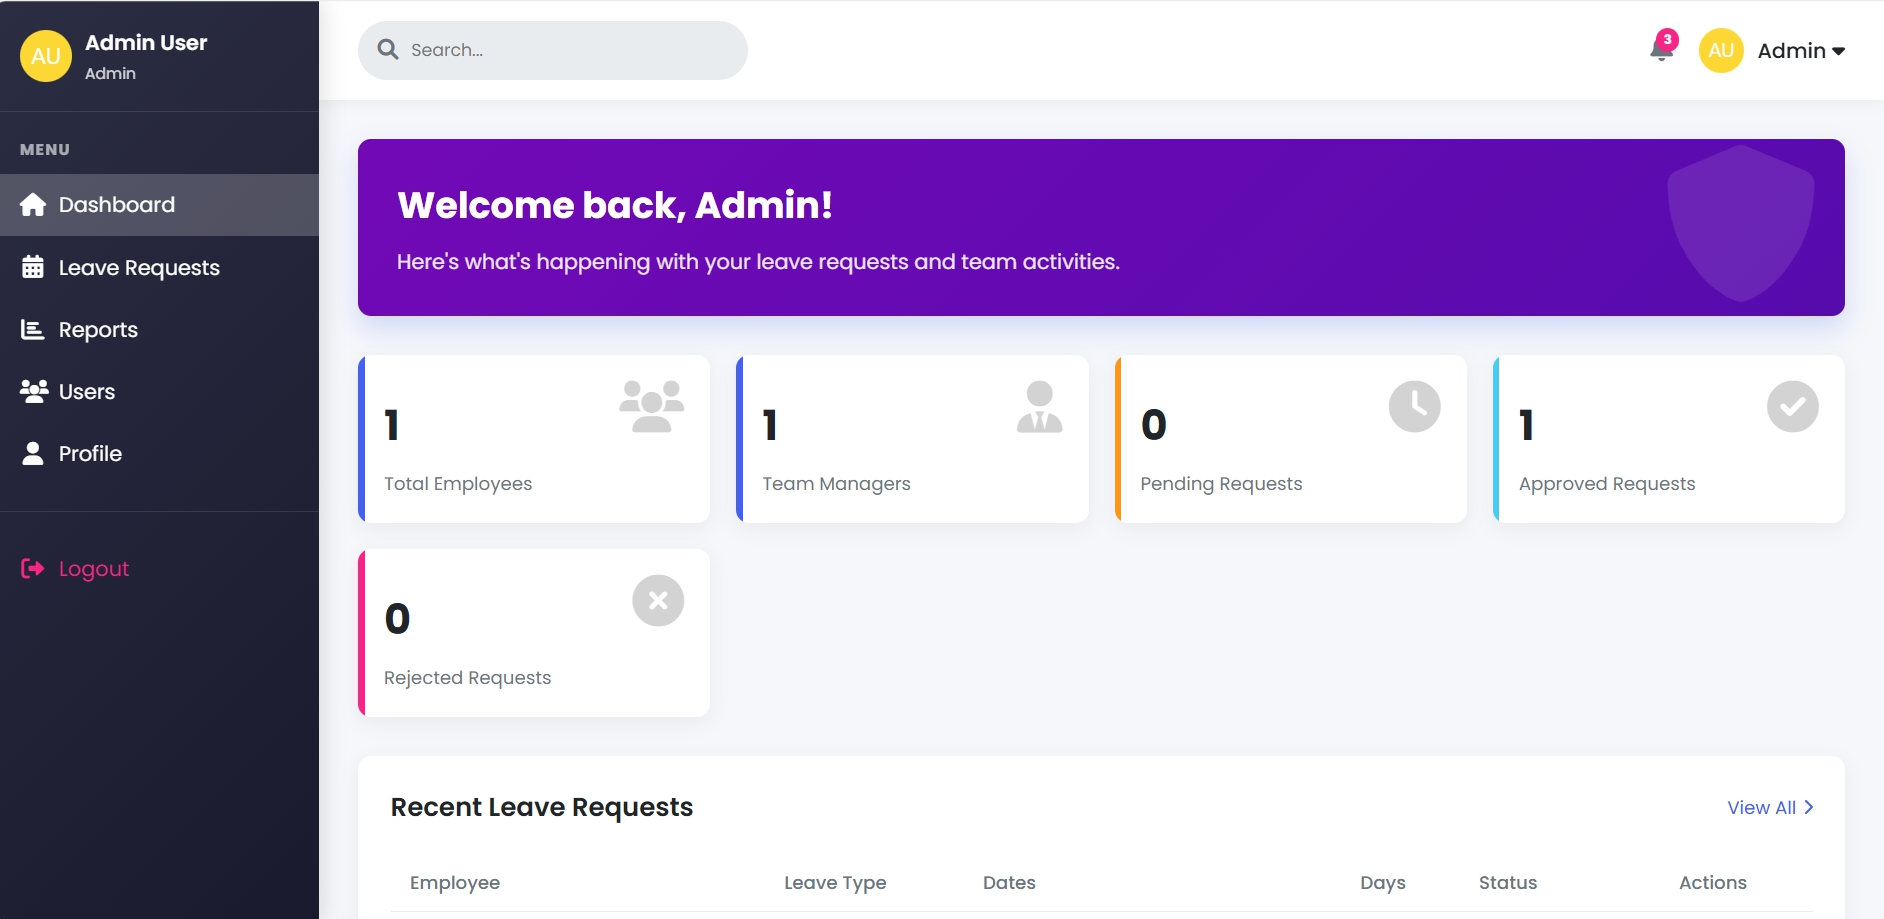 AU
Admin User
Admin
MENU
Dashboard
Leave Requests
Reports
Users
Profile
Logout
Search...
3
AU
Admin
Welcome back, Admin!
Here's what's happening with your leave requests and team activities.
1
Total Employees
1
Team Managers
0
Pending Requests
1
Approved Requests
0
Rejected Requests
Recent Leave Requests
View All
Employee Leave Type Dates Days Status Actions